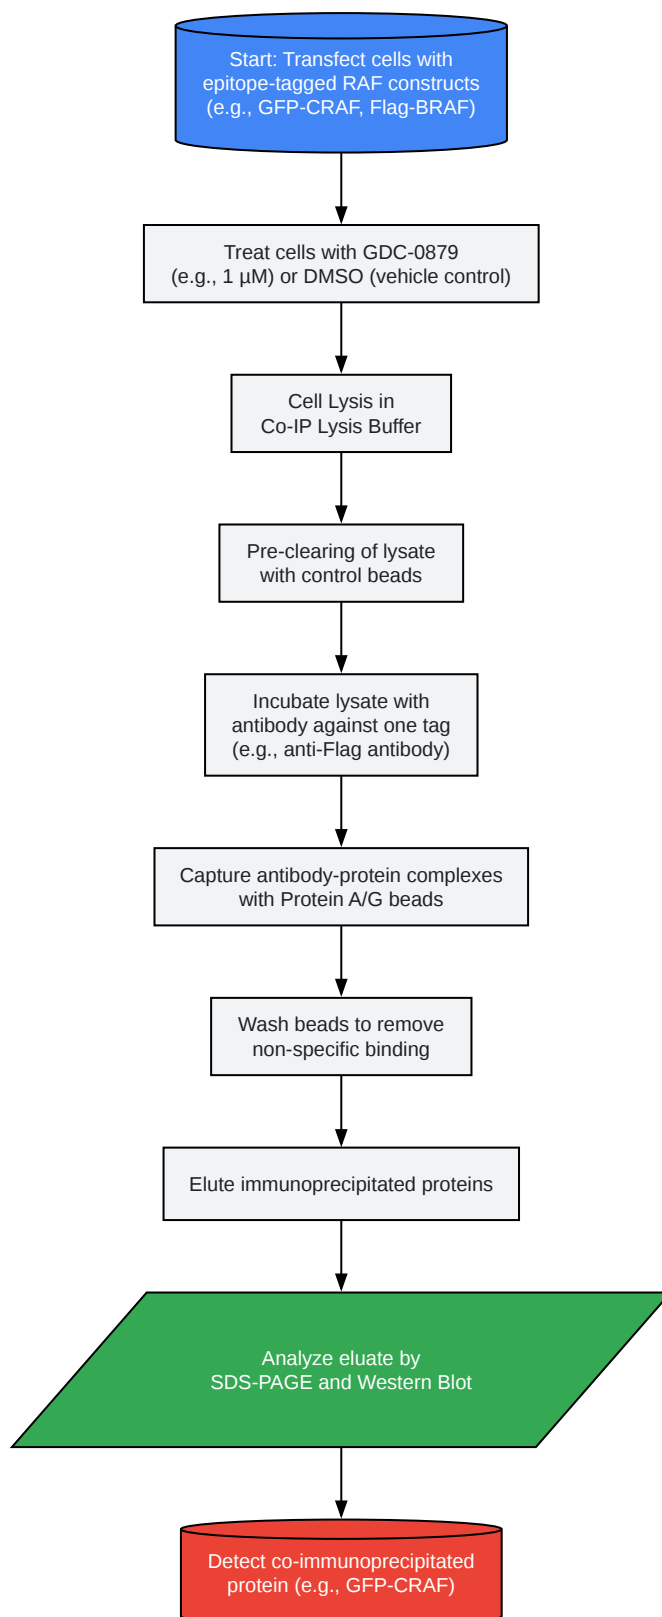 Start: Transfect cells with
epitope-tagged RAF constructs
(e.g., GFP-CRAF, Flag-BRAF)
Treat cells with GDC-0879
(e.g., 1 µM) or DMSO (vehicle control)
Cell Lysis in
Co-IP Lysis Buffer
Pre-clearing of lysate
with control beads
Incubate lysate with
antibody against one tag
(e.g., anti-Flag antibody)
Capture antibody-protein complexes
with Protein A/G beads
Wash beads to remove
non-specific binding
Elute immunoprecipitated proteins
Analyze eluate by
SDS-PAGE and Western Blot
Detect co-immunoprecipitated
protein (e.g., GFP-CRAF)